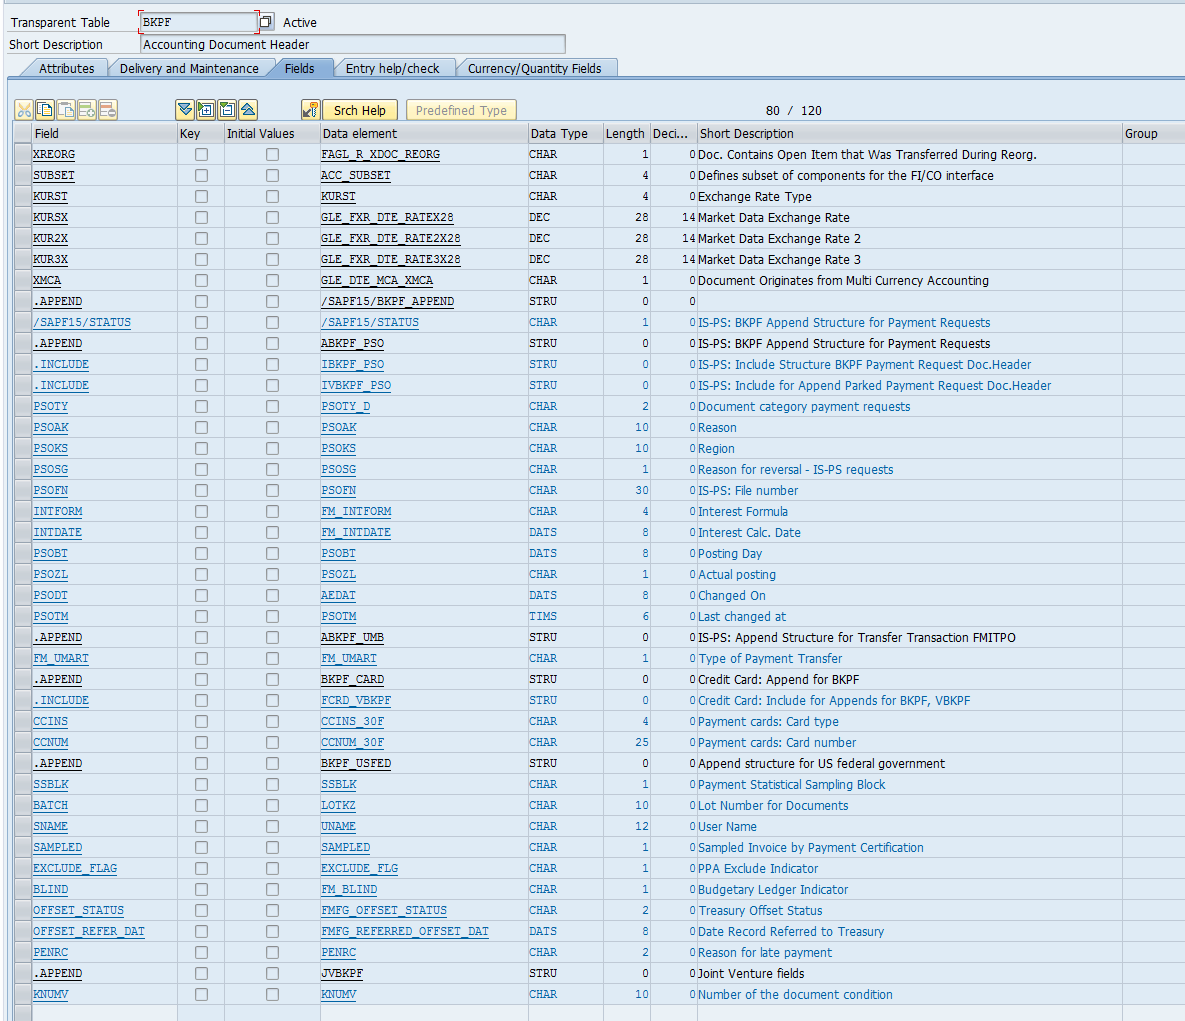 Transparent Table BKPF Active
Short Description Accounting Document Header
Attributes Delivery and Maintenance Fields Entry help/check Currency/Quantity Fields
Srch Help Predefined Type 80 / 120
Field Key Initial Values Data element Data Type Length Deci... Short Description Group
XREORG FAGL_R_XDOC_REORG CHAR 1 0 Doc. Contains Open Item that Was Transferred During Reorg.
SUBSET ACC_SUBSET CHAR 4 0 Defines subset of components for the FI/CO interface
KURST KURST CHAR 4 0 Exchange Rate Type
KURSX GLE_FXR_DTE_RATEX28 DEC 28 14 Market Data Exchange Rate
KUR2X GLE_FXR_DTE_RATE2X28 DEC 28 14 Market Data Exchange Rate 2
KUR3X GLE_FXR_DTE_RATE3X28 DEC 28 14 Market Data Exchange Rate 3
XMCA GLE_DTE_MCA_XMCA CHAR 1 0 Document Originates from Multi Currency Accounting
.APPEND /SAPF15/BKPF_APPEND STRU 0 0
/SAPF15/STATUS /SAPF15/STATUS CHAR 1 0 IS-PS: BKPF Append Structure for Payment Requests
.APPEND ABKPF_PSO STRU 0 0 IS-PS: BKPF Append Structure for Payment Requests
.INCLUDE IBKPF_PSO STRU 0 0 IS-PS: Include Structure BKPF Payment Request Doc.Header
.INCLUDE IVBKPF_PSO STRU 0 0 IS-PS: Include for Append Parked Payment Request Doc.Header
PSOTY PSOTY_D CHAR 2 0 Document category payment requests
PSOAK PSOAK CHAR 10 0 Reason
PSOKS PSOKS CHAR 10 0 Region
PSOSG PSOSG CHAR 1 0 Reason for reversal - IS-PS requests
PSOFN PSOFN CHAR 30 0 IS-PS: File number
INTFORM FM_INTFORM CHAR 4 0 Interest Formula
INTDATE FM_INTDATE DATS 8 0 Interest Calc. Date
PSOBT PSOBT DATS 8 0 Posting Day
PSOZL PSOZL CHAR 1 0 Actual posting
PSODT AEDAT DATS 8 0 Changed On
PSOTM PSOTM TIMS 6 0 Last changed at
.APPEND ABKPF_UMB STRU 0 0 IS-PS: Append Structure for Transfer Transaction FMITPO
FM_UMART FM_UMART CHAR 1 0 Type of Payment Transfer
.APPEND BKPF_CARD STRU 0 0 Credit Card: Append for BKPF
.INCLUDE FCRD_VBKPF STRU 0 0 Credit Card: Include for Appends for BKPF, VBKPF
CCINS CCINS_30F CHAR 4 0 Payment cards: Card type
CCNUM CCNUM_30F CHAR 25 0 Payment cards: Card number
.APPEND BKPF_USFED STRU 0 0 Append structure for US federal government
SSBLK SSBLK CHAR 1 0 Payment Statistical Sampling Block
BATCH LOTKZ CHAR 10 0 Lot Number for Documents
SNAME UNAME CHAR 12 0 User Name
SAMPLED SAMPLED CHAR 1 0 Sampled Invoice by Payment Certification
EXCLUDE_FLAG EXCLUDE_FLG CHAR 1 0 PPA Exclude Indicator
BLIND FM_BLIND CHAR 1 0 Budgetary Ledger Indicator
OFFSET_STATUS FMFG_OFFSET_STATUS CHAR 2 0 Treasury Offset Status
OFFSET_REFER_DAT FMFG_REFERRED_OFFSET_DAT DATS 8 0 Date Record Referred to Treasury
PENRC PENRC CHAR 2 0 Reason for late payment
.APPEND JVBKPF STRU 0 0 Joint Venture fields
KNUMV KNUMV CHAR 10 0 Number of the document condition